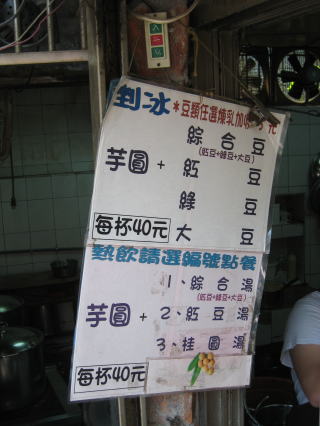 剉冰 *豆類任選煉乳加收 元
芋圓 + 綜合豆
(紅豆+綠豆+大豆)
紅豆
綠豆
大豆
每杯40元
熱飲請選編號點餐
芋圓 + 1、綜合湯
(紅豆+綠豆+大豆)
2、紅豆湯
3、桂圓湯
每杯40元